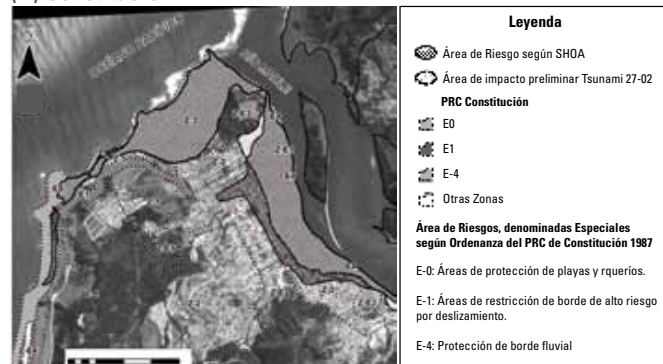 Leyenda
Área de Riesgo según SHOA
Área de impacto preliminar Tsunami 27-02
PRC Constitución
E0
E1
E-4
Otras Zonas
Área de Riesgos, denominadas Especiales
según Ordenanza del PRC de Constitución 1987
E-0: Áreas de protección de playas y rqueríos.
E-1: Áreas de restricción de borde de alto riesgo
por deslizamiento.
E-4: Protección de borde fluvial